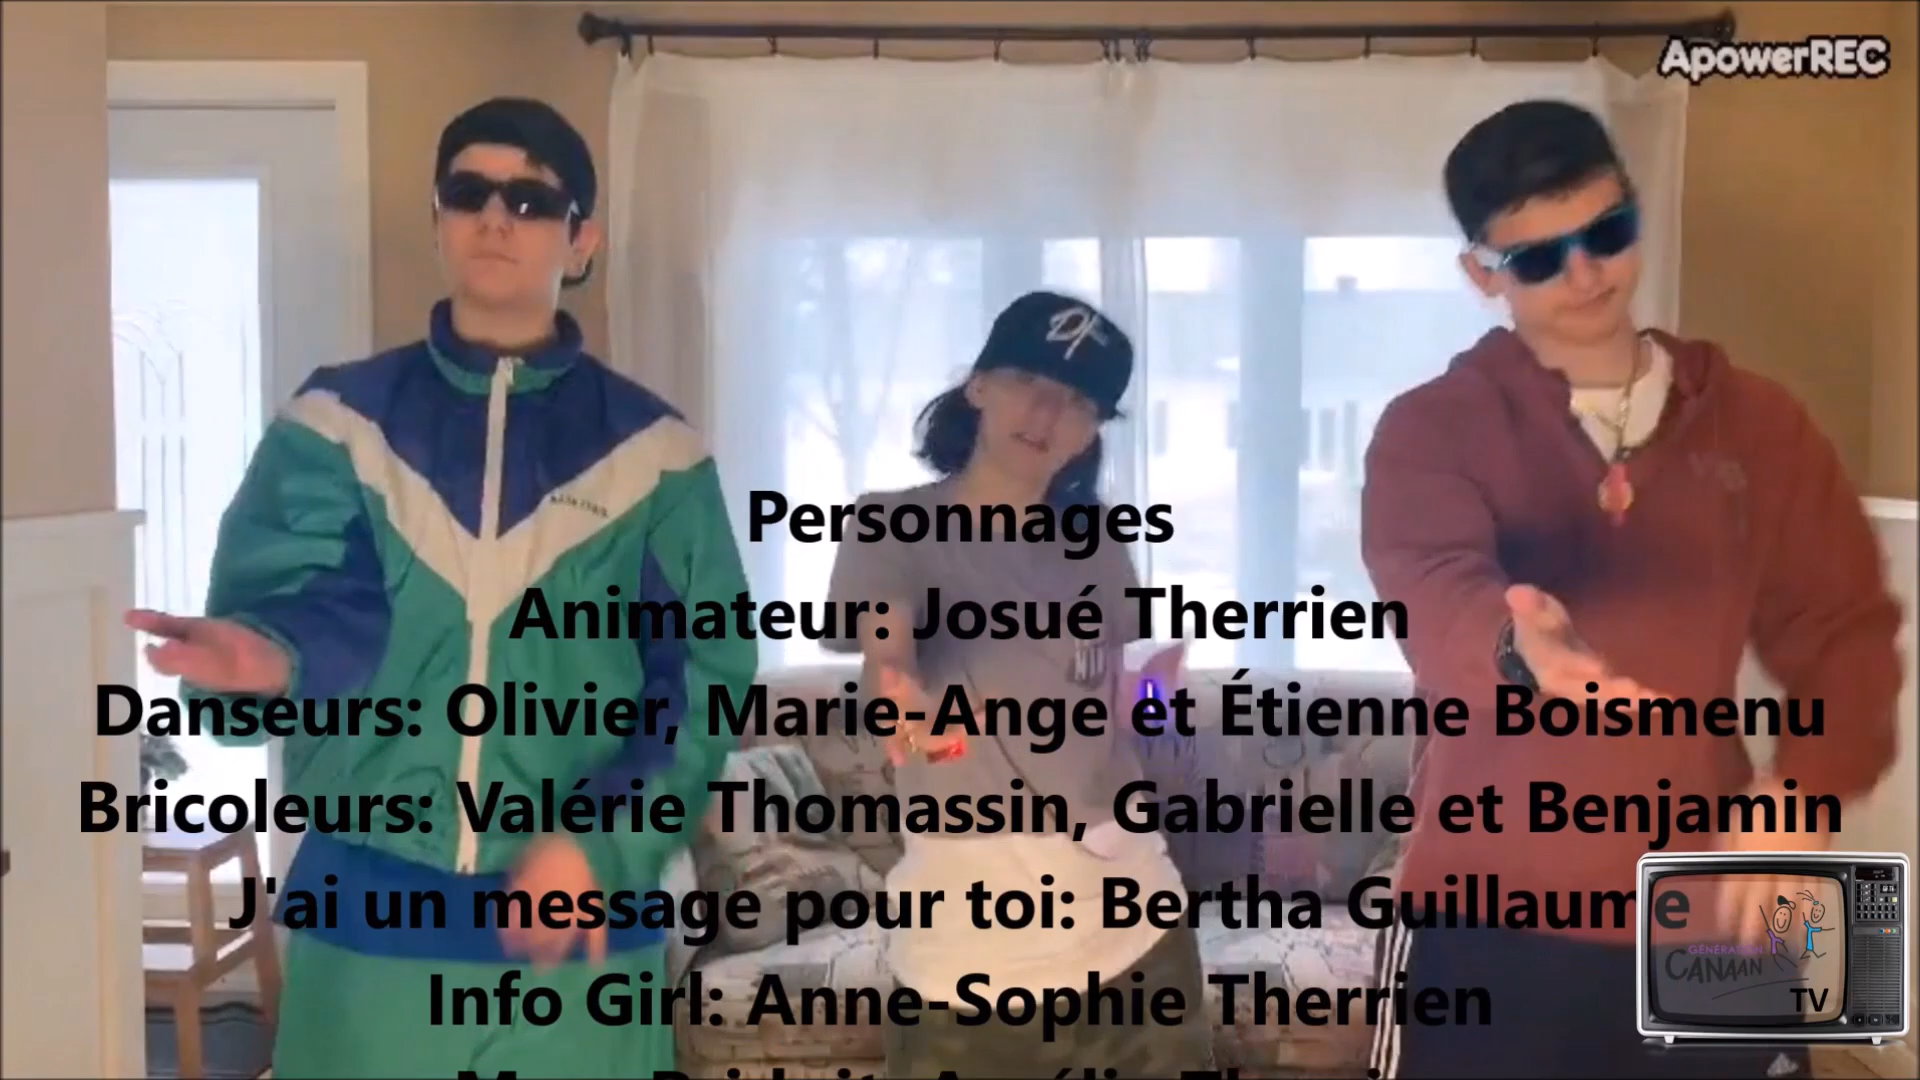 ApowerREC
Personnages
Animateur: Josué Therrien
Danseurs: Olivier, Marie-Ange et Étienne Boismenu
Bricoleurs: Valérie Thomassin, Gabrielle et Benjamin
J'ai un message pour toi: Bertha Guillaume
GÉNÉRATION
CANAAN
TV
Info Girl: Anne-Sophie Therrien